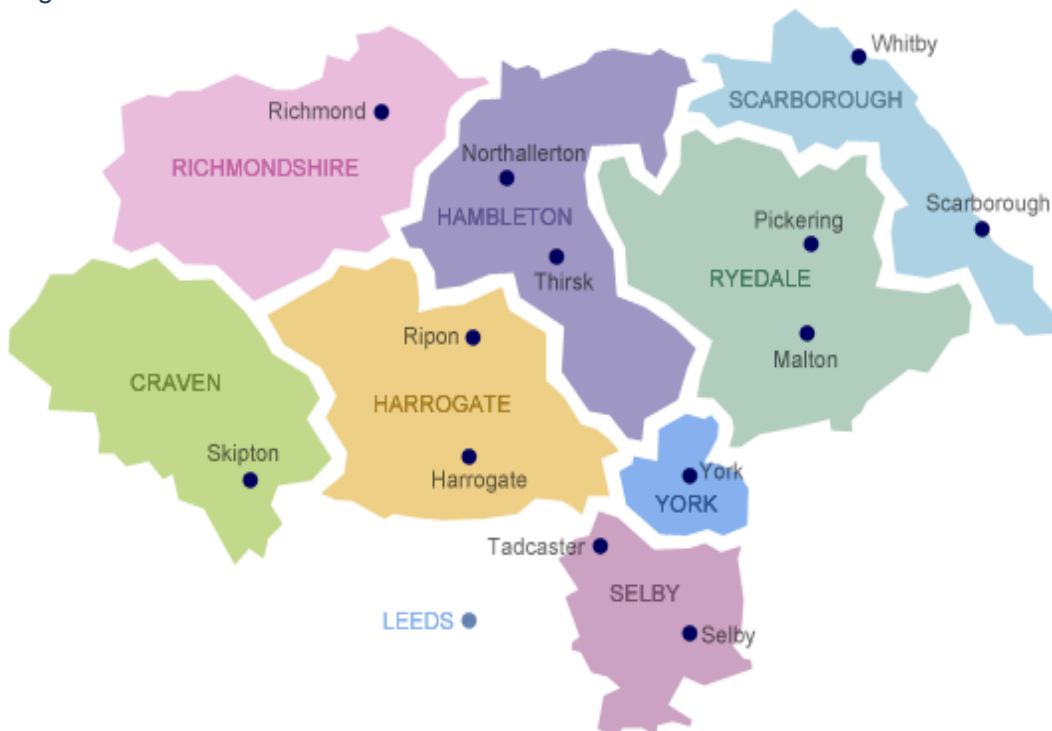 Whitby
SCARBOROUGH
Richmond
Northallerton
RICHMONDSHIRE
Scarborough
HAMBLETON
Pickering
Thirsk
RYEDALE
Ripon
Malton
CRAVEN
HARROGATE
Skipton
Harrogate
York
YORK
Tadcaster
SELBY
LEEDS
Selby